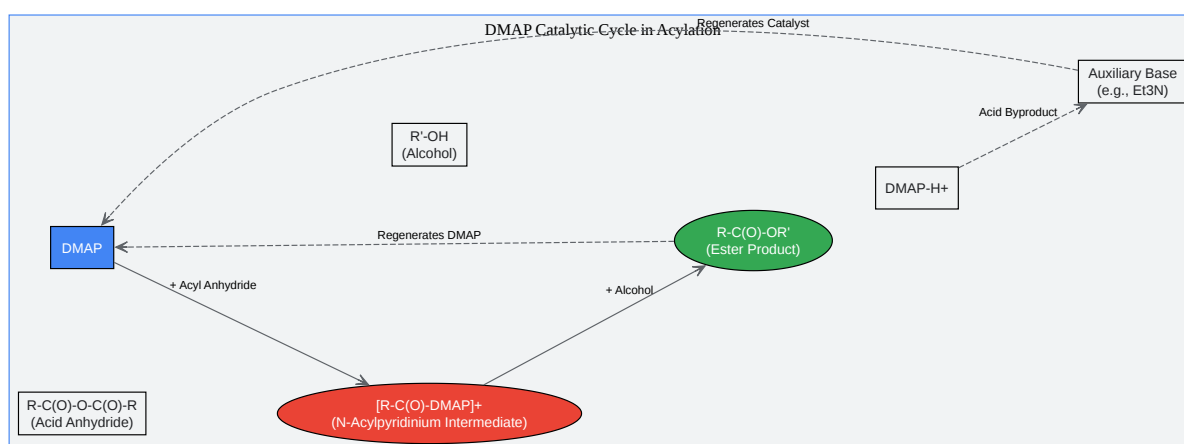 Regenerates Catalyst
DMAP Catalytic Cycle in Acylation
Auxiliary Base
(e.g., Et3N)
Acid Byproduct
R'-OH
(Alcohol)
DMAP-H+
DMAP
Regenerates DMAP
R-C(O)-OR'
(Ester Product)
+ Acyl Anhydride
+ Alcohol
R-C(O)-O-C(O)-R
(Acid Anhydride)
[R-C(O)-DMAP]+
(N-Acylpyridinium Intermediate)